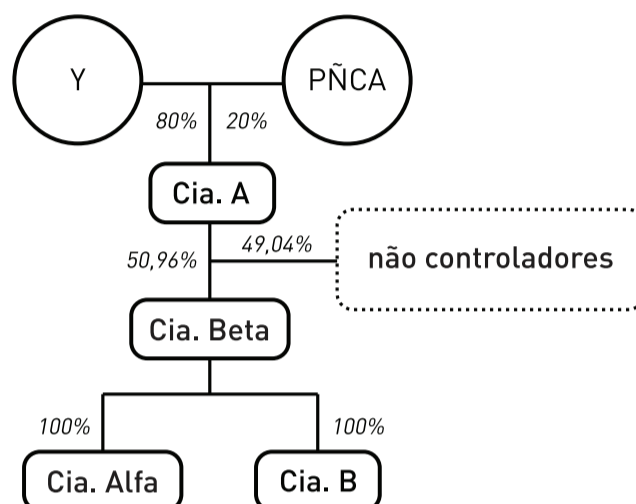 Y
PÑCA
80%
20%
Cia. A
50,96%
49,04%
não controladores
Cia. Beta
100%
100%
Cia. Alfa
Cia. B